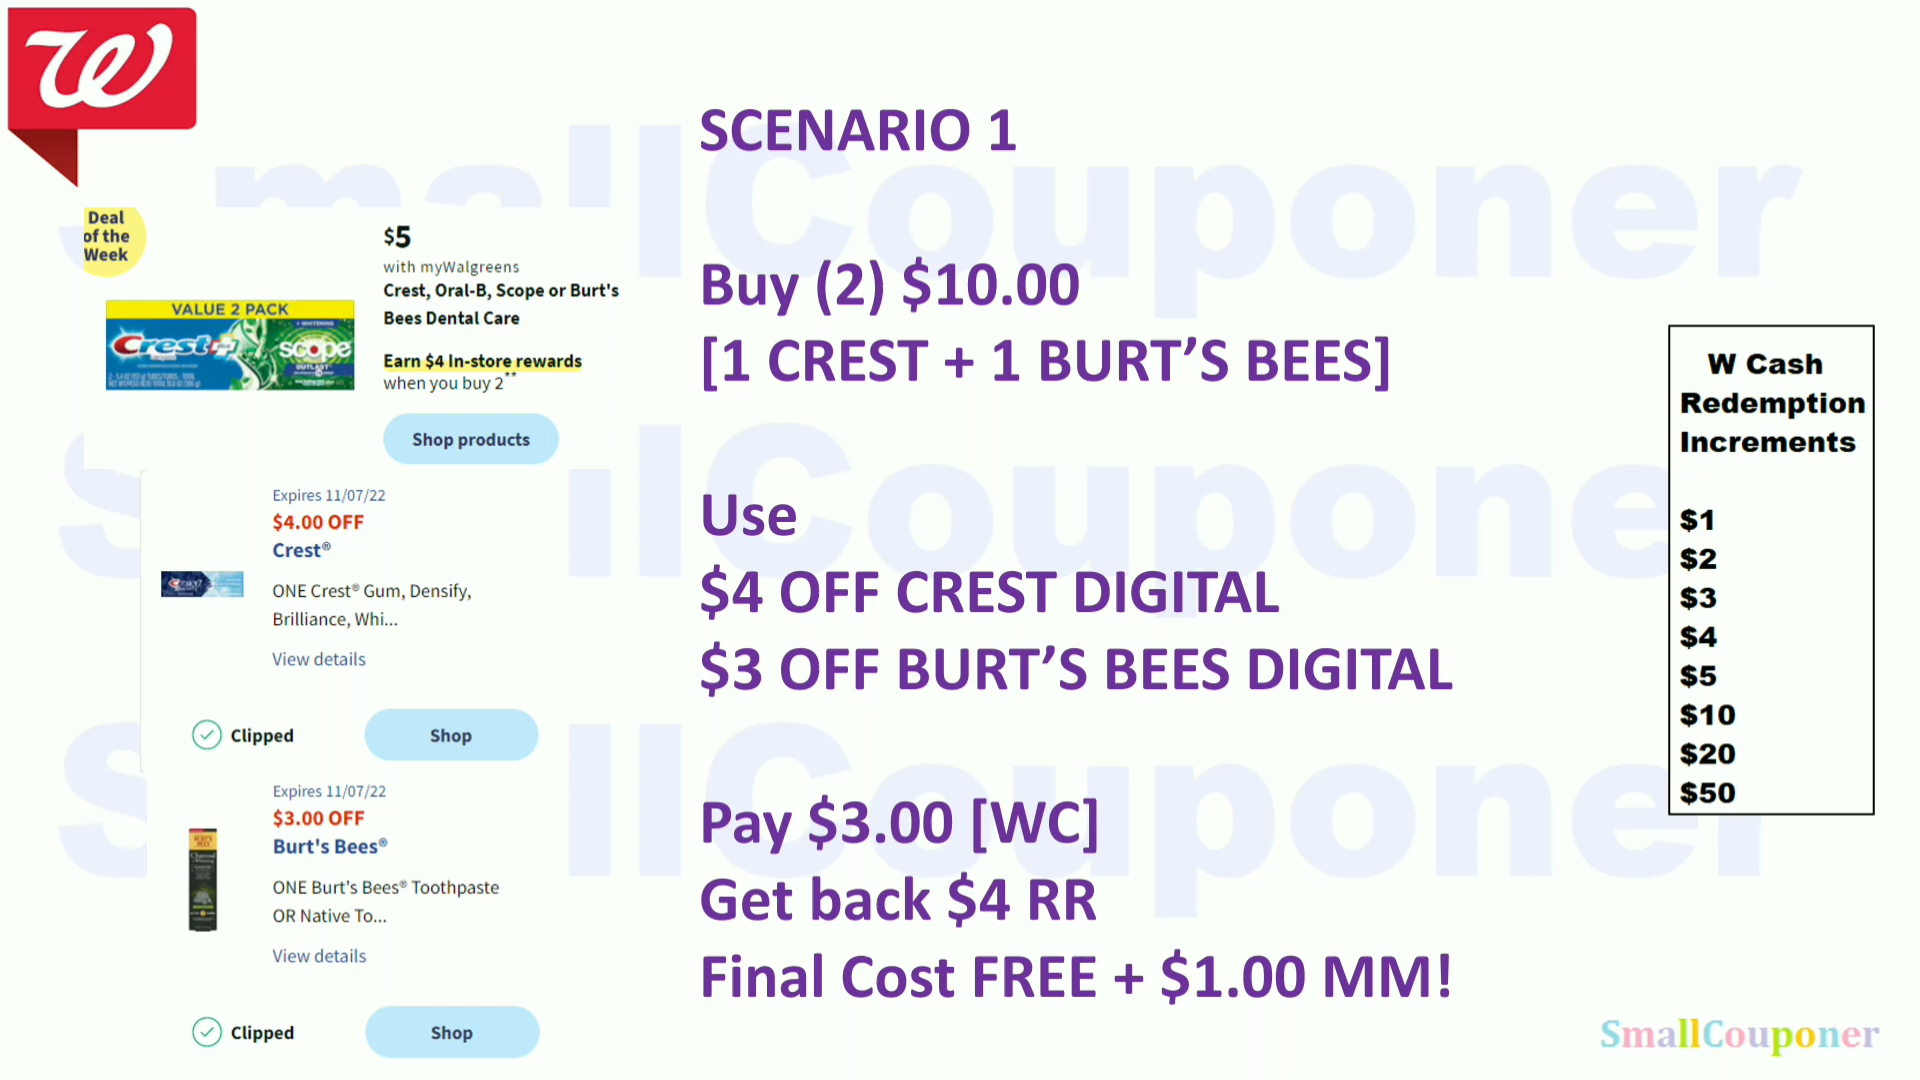 W
SCENARIO 1
Deal
of the
Week
$5
with myWalgreens
Crest, Oral-B, Scope or Burt's
Bees Dental Care
Earn $4 In-store rewards
when you buy 2**
Shop products
VALUE 2 PACK
Crest+
+ WHITENING
scope
OUTLAST
Buy (2) $10.00
[1 CREST + 1 BURT’S BEES]
Expires 11/07/22
$4.00 OFF
Crest®
ONE Crest® Gum, Densify,
Brilliance, Whi...
View details
Clipped
Shop
Use
$4 OFF CREST DIGITAL
$3 OFF BURT’S BEES DIGITAL
Expires 11/07/22
$3.00 OFF
Burt's Bees®
ONE Burt's Bees® Toothpaste
OR Native To...
View details
Clipped
Shop
Pay $3.00 [WC]
Get back $4 RR
Final Cost FREE + $1.00 MM!
W Cash
Redemption
Increments
$1
$2
$3
$4
$5
$10
$20
$50
mallCouponer
SmallCouponer
SmallCouponer
SmallCouponer